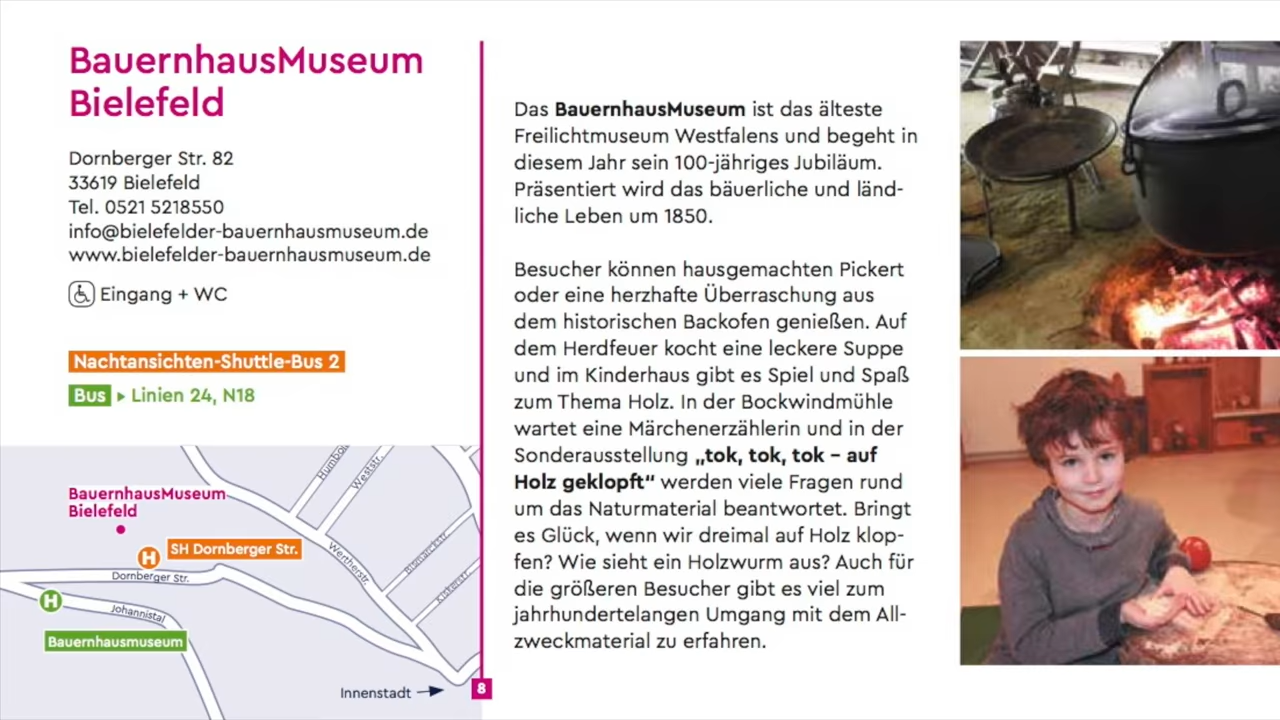 BauernhausMuseum
Bielefeld
Dornberger Str. 82
33619 Bielefeld
Tel. 0521 5218550
info@bielefelder-bauernhausmuseum.de
www.bielefelder-bauernhausmuseum.de
Eingang + WC
Nachtansichten-Shuttle-Bus 2
Bus ▸ Linien 24, N18
Weststr.
BauernhausMuseum
Bielefeld
H SH Dornberger Str.
Wertherstr.
Bismarckstr.
Dornberger Str.
H
Johannistal
Bauernhausmuseum
Innenstadt
8
Das BauernhausMuseum ist das älteste
Freilichtmuseum Westfalens und begeht in
diesem Jahr sein 100-jähriges Jubiläum.
Präsentiert wird das bäuerliche und länd-
liche Leben um 1850.
Besucher können hausgemachten Pickert
oder eine herzhafte Überraschung aus
dem historischen Backofen genießen. Auf
dem Herdfeuer kocht eine leckere Suppe
und im Kinderhaus gibt es Spiel und Spaß
zum Thema Holz. In der Bockwindmühle
wartet eine Märchenerzählerin und in der
Sonderausstellung „tok, tok, tok – auf
Holz geklopft“ werden viele Fragen rund
um das Naturmaterial beantwortet. Bringt
es Glück, wenn wir dreimal auf Holz klop-
fen? Wie sieht ein Holzwurm aus? Auch für
die größeren Besucher gibt es viel zum
jahrhundertelangen Umgang mit dem All-
zweckmaterial zu erfahren.